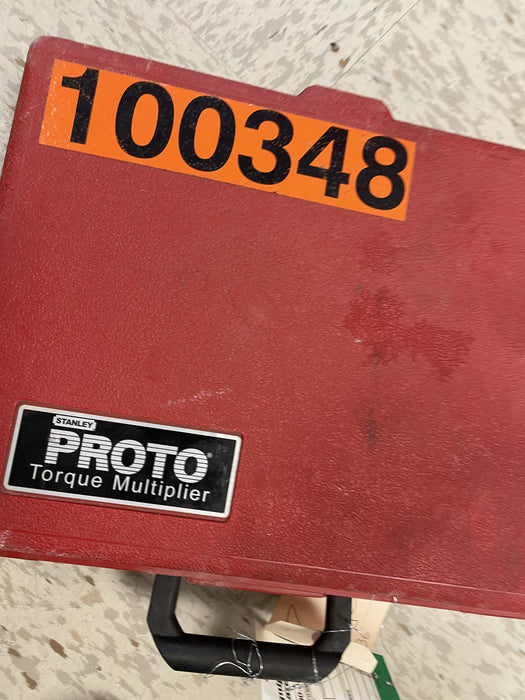 100348
STANLEY
PROTO®
Torque Multiplier